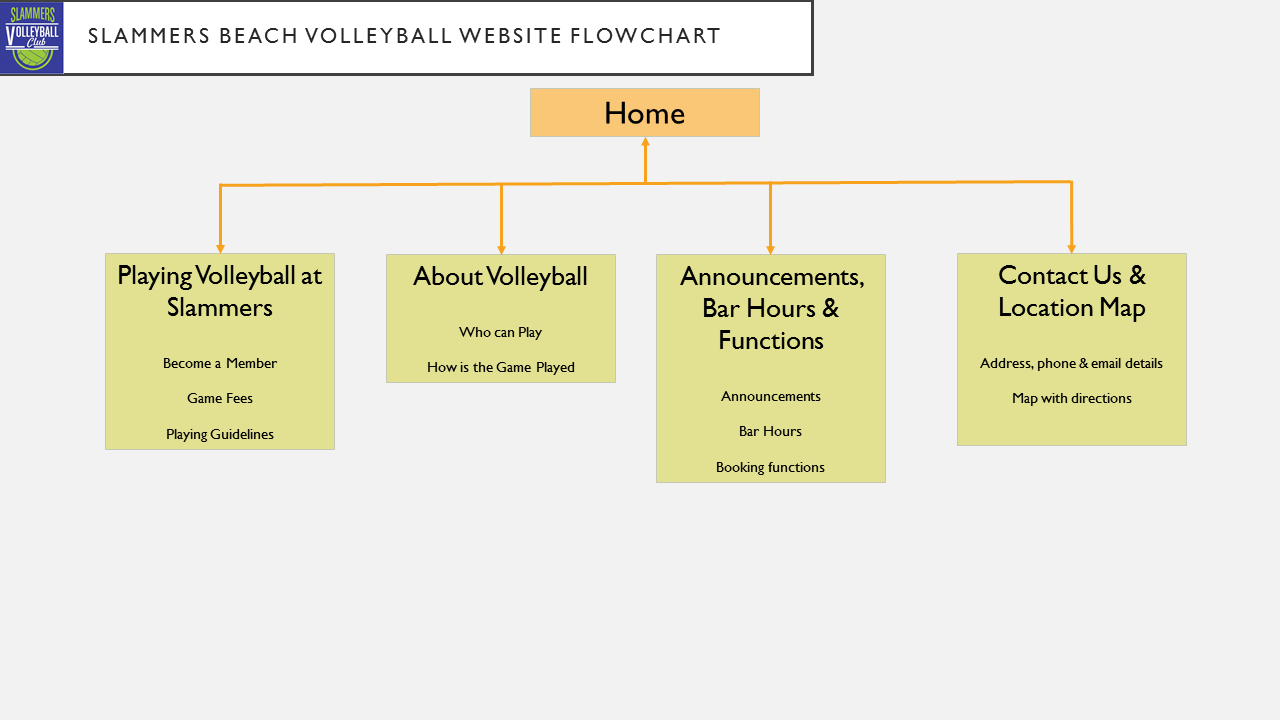 SLAMMERS
VOLLEYBALL
Club
SLAMMERS BEACH VOLLEYBALL WEBSITE FLOWCHART
Home
Playing Volleyball at
Slammers
Become a Member
Game Fees
Playing Guidelines
About Volleyball
Who can Play
How is the Game Played
Announcements,
Bar Hours &
Functions
Announcements
Bar Hours
Booking functions
Contact Us &
Location Map
Address, phone & email details
Map with directions